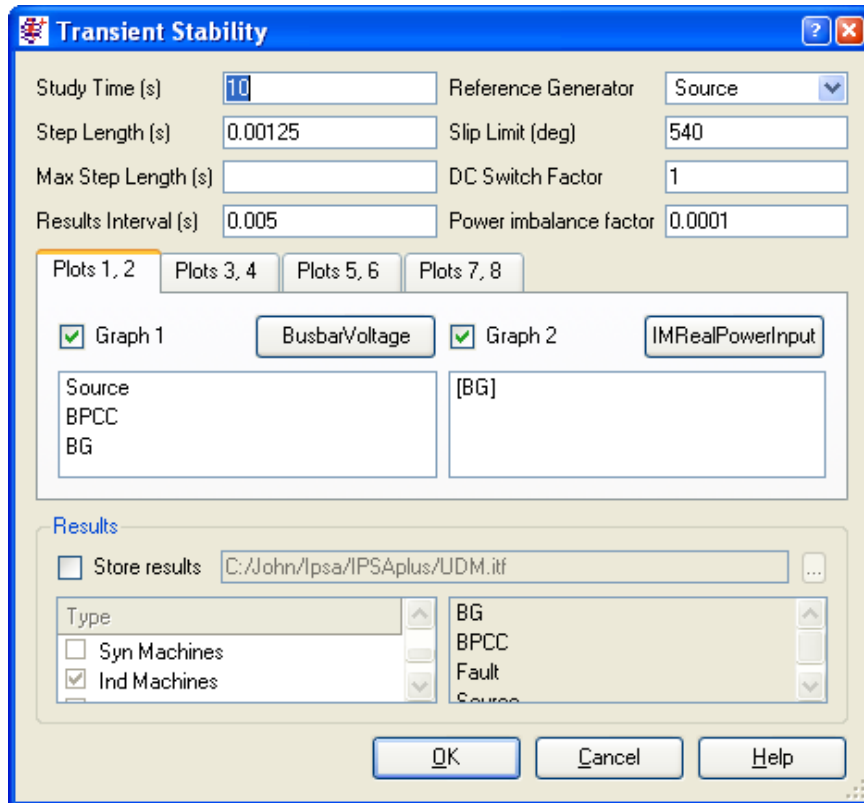 Transient Stability
Study Time (s) 10 Reference Generator Source
Step Length (s) 0.00125 Slip Limit (deg) 540
Max Step Length (s) DC Switch Factor 1
Results Interval (s) 0.005 Power imbalance factor 0.0001
Plots 1, 2 Plots 3, 4 Plots 5, 6 Plots 7, 8
Graph 1 BusbarVoltage Graph 2 IMRealPowerInput
Source [BG]
BPCC
BG
Results
Store results C:/John/Ipsa/IPSAplus/UDM.itf ...
Type BG
Syn Machines BPCC
Ind Machines Fault
Source
OK Cancel Help